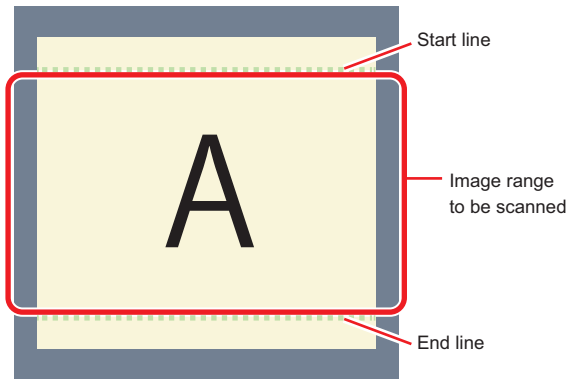 Start line
A
Image range
to be scanned
End line